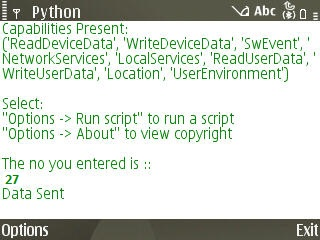 Python
Abc
Capabilities Present:
('ReadDeviceData', 'WriteDeviceData', 'SwEvent', '
NetworkServices', 'LocalServices', 'ReadUserData', '
WriteUserData', 'Location', 'UserEnvironment')
Select:
"Options -> Run script" to run a script
"Options -> About" to view copyright
The no you entered is ::
27
Data Sent
Options
Exit